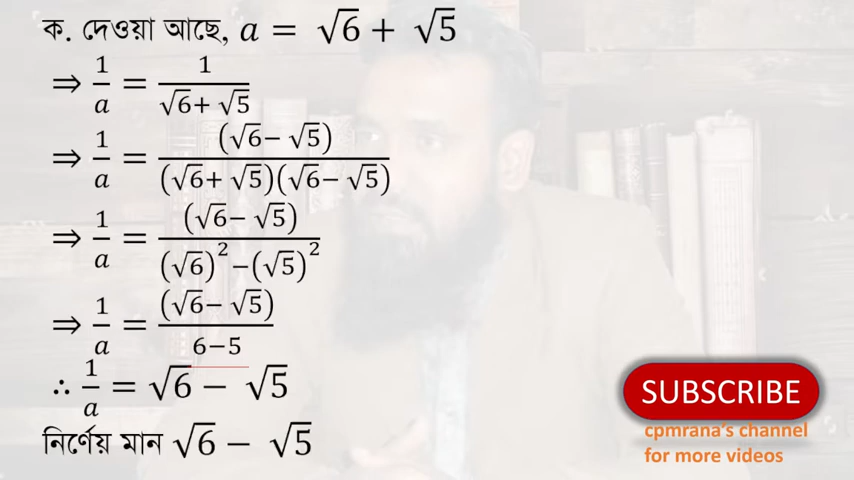 ক. দেওয়া আছে, a = √6 + √5
⇒ 1/a = 1/(√6+ √5)
⇒ 1/a = (√6− √5)/((√6+ √5)(√6− √5))
⇒ 1/a = (√6− √5)/((√6)²−(√5)²)
⇒ 1/a = (√6− √5)/(6−5)
∴ 1/a = √6 − √5
নির্ণেয় মান √6 − √5
SUBSCRIBE
cpmrana's channel
for more videos